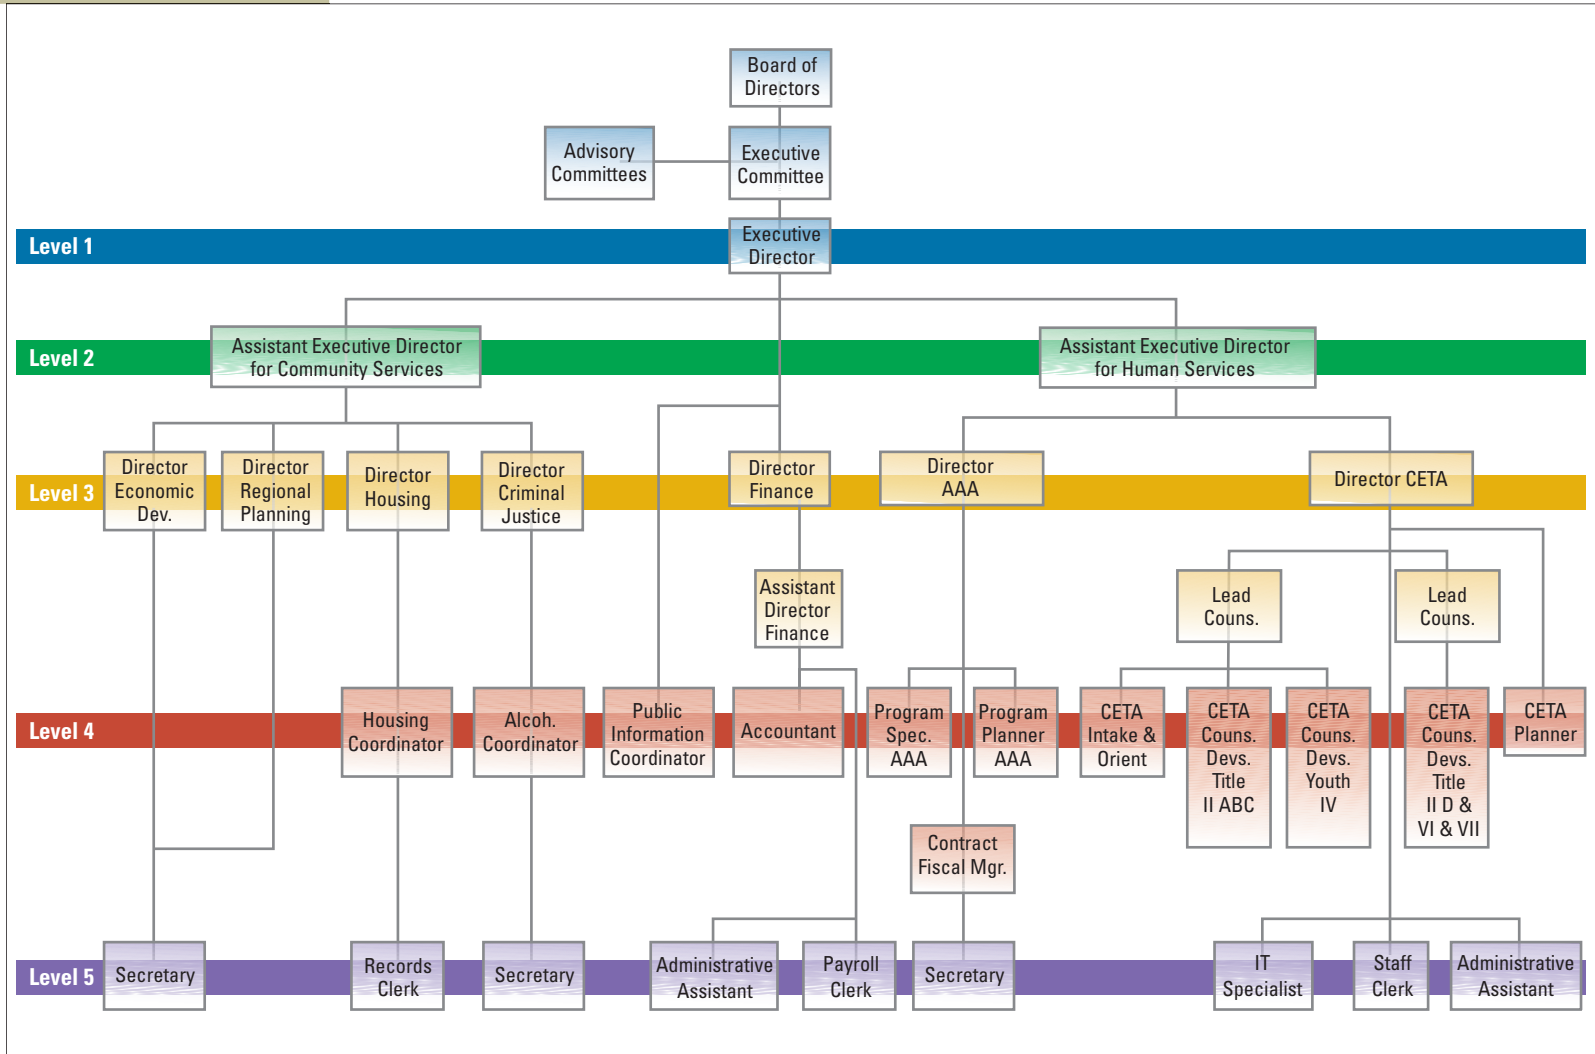 Board of
Directors
Advisory
Committees
Executive
Committee
Level 1
Executive
Director
Level 2
Assistant Executive Director
for Community Services
Assistant Executive Director
for Human Services
Level 3
Director
Economic
Dev.
Director
Regional
Planning
Director
Housing
Director
Criminal
Justice
Director
Finance
Director
AAA
Director CETA
Assistant
Director
Finance
Lead
Couns.
Lead
Couns.
Level 4
Housing
Coordinator
Alcoh.
Coordinator
Public
Information
Coordinator
Accountant
Program
Spec.
AAA
Program
Planner
AAA
CETA
Intake &
Orient
CETA
Couns.
Devs.
Title
II ABC
CETA
Couns.
Devs.
Youth
IV
CETA
Couns.
Devs.
Title
II D &
VI & VII
CETA
Planner
Contract
Fiscal Mgr.
Level 5
Secretary
Records
Clerk
Secretary
Administrative
Assistant
Payroll
Clerk
Secretary
IT
Specialist
Staff
Clerk
Administrative
Assistant